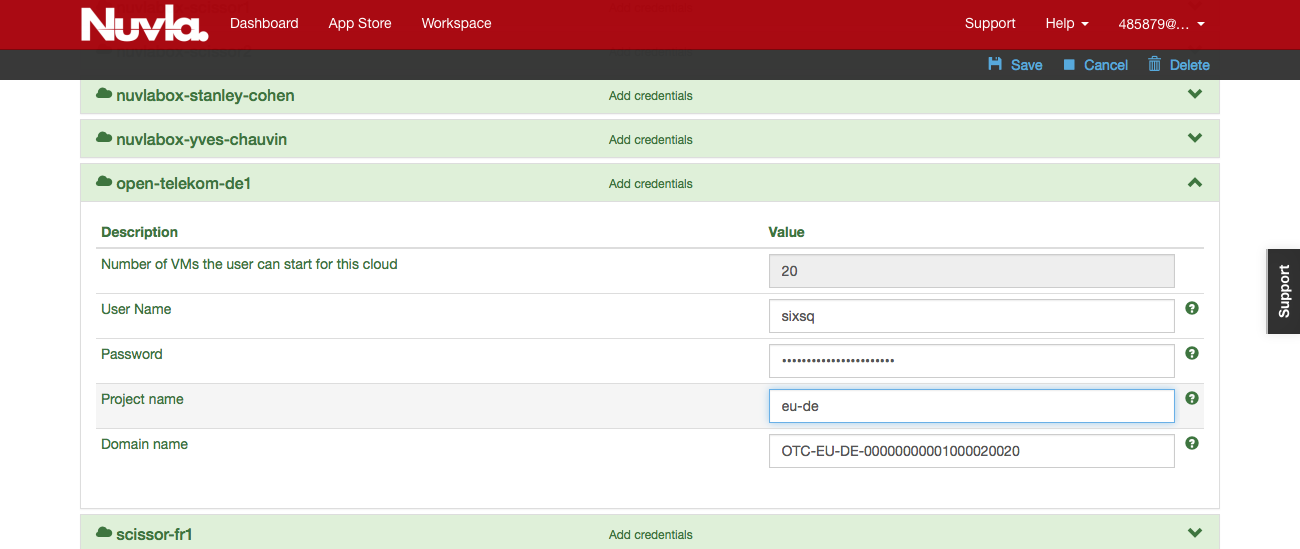 Nuvla. Dashboard App Store Workspace Support Help 485879@...
Save Cancel Delete
nuvlabox-stanley-cohen Add credentials
nuvlabox-yves-chauvin Add credentials
open-telekom-de1 Add credentials
Description Value
Number of VMs the user can start for this cloud 20
User Name sixsq
Password •••••••••••••••••••••••
Project name eu-de
Domain name OTC-EU-DE-00000000001000020020
Support
scissor-fr1 Add credentials